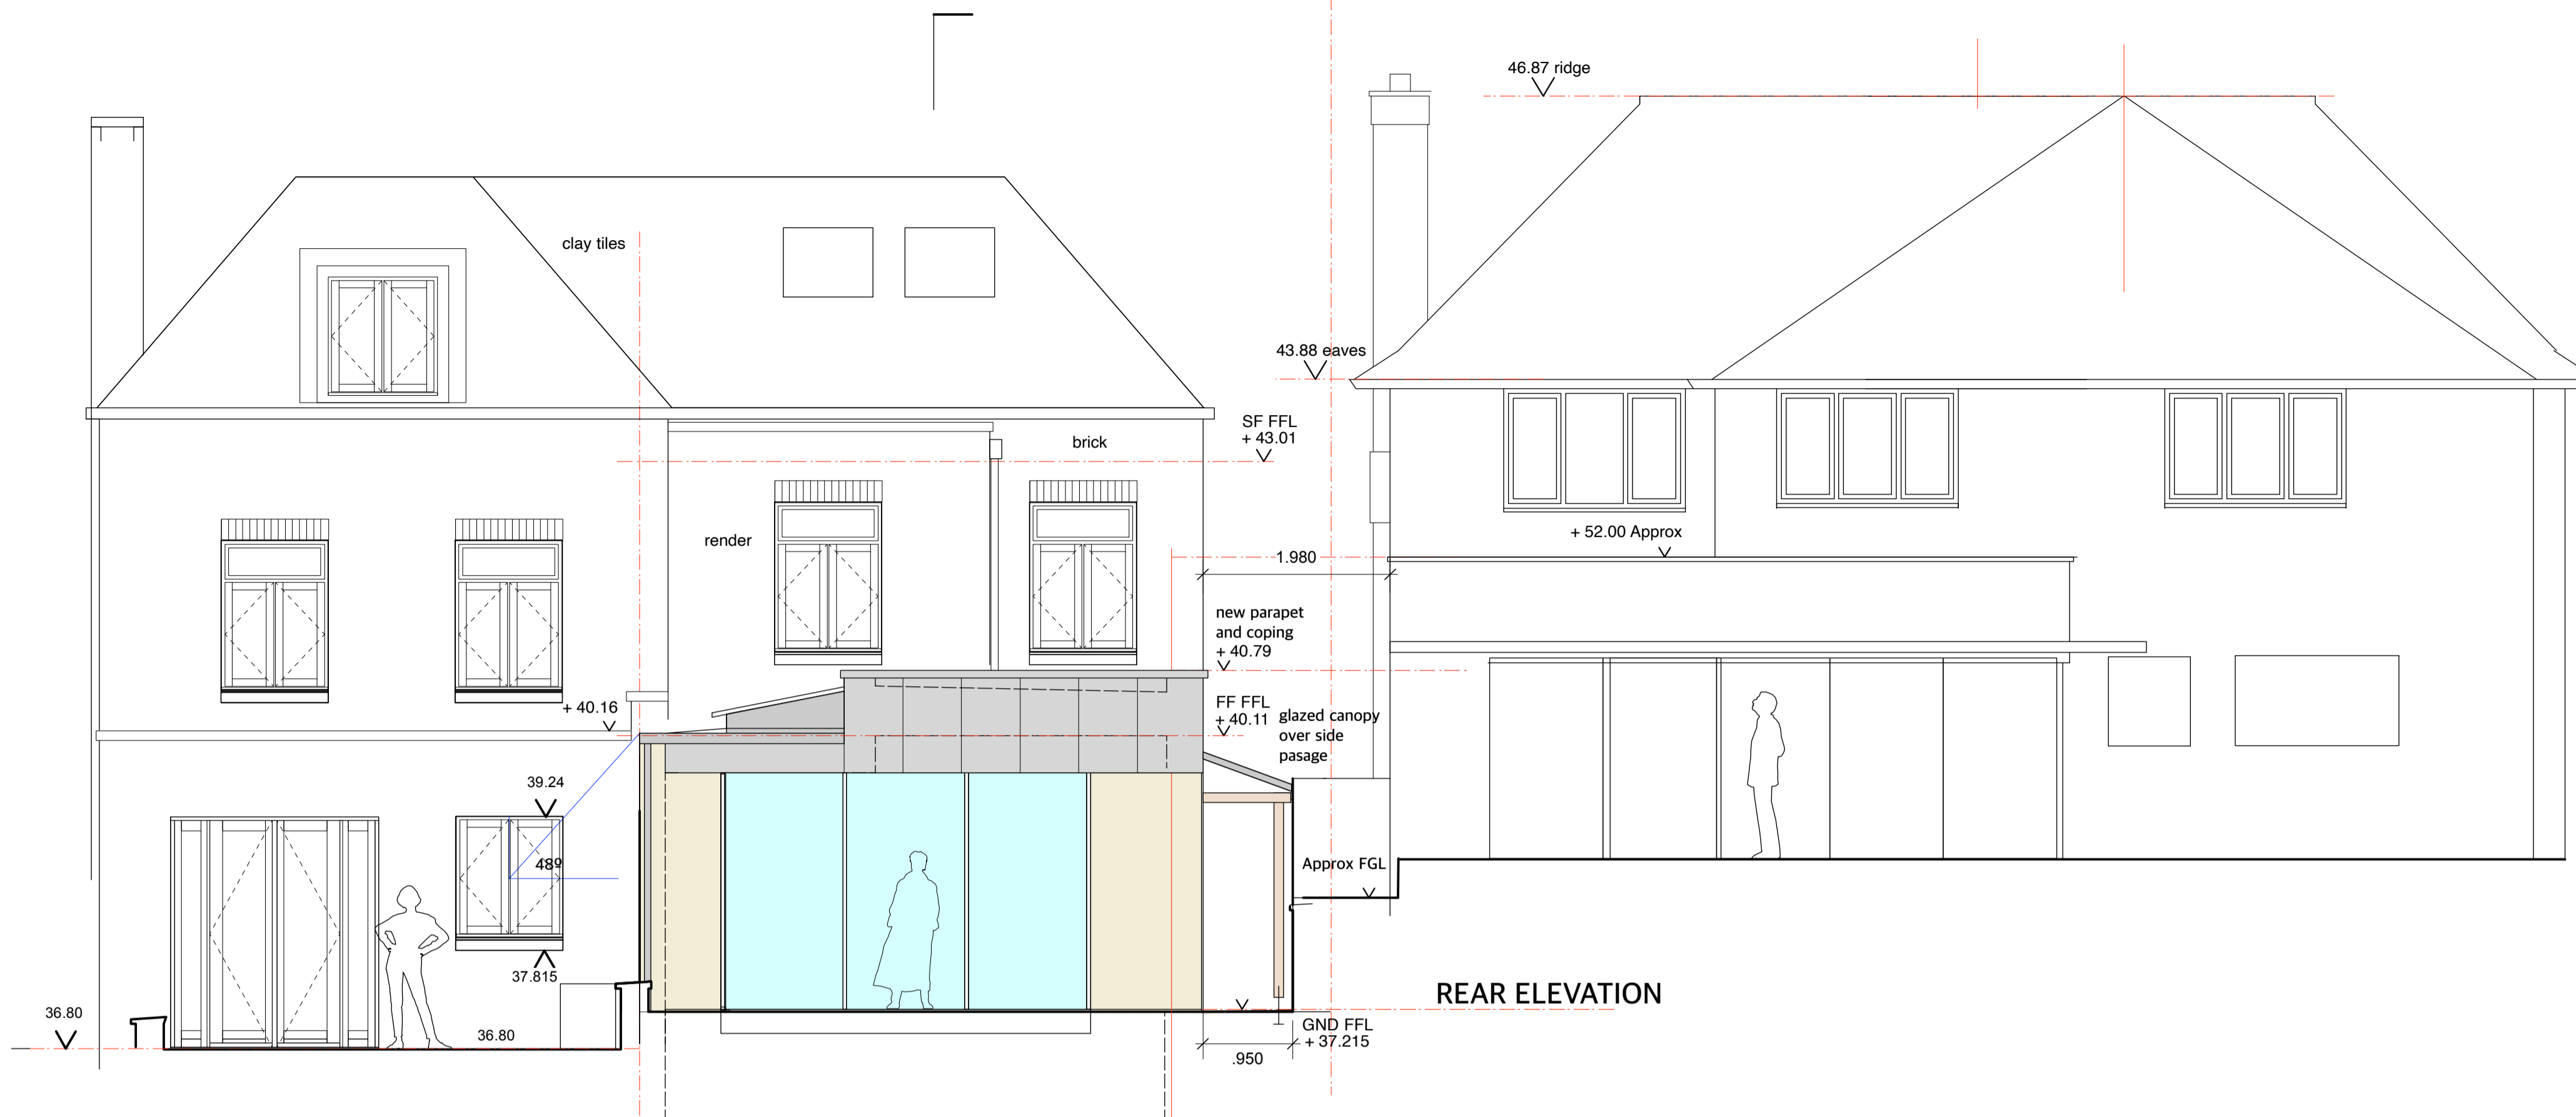 46.87 ridge
clay tiles
43.88 eaves
SF FFL
+ 43.01
brick
+ 52.00 Approx
render
1.980
new parapet
and coping
+ 40.79
FF FFL
+ 40.11
+ 40.16
glazed canopy
over side
pasage
39.24
48º
Approx FGL
37.815
REAR ELEVATION
36.80
36.80
GND FFL
+ 37.215
.950